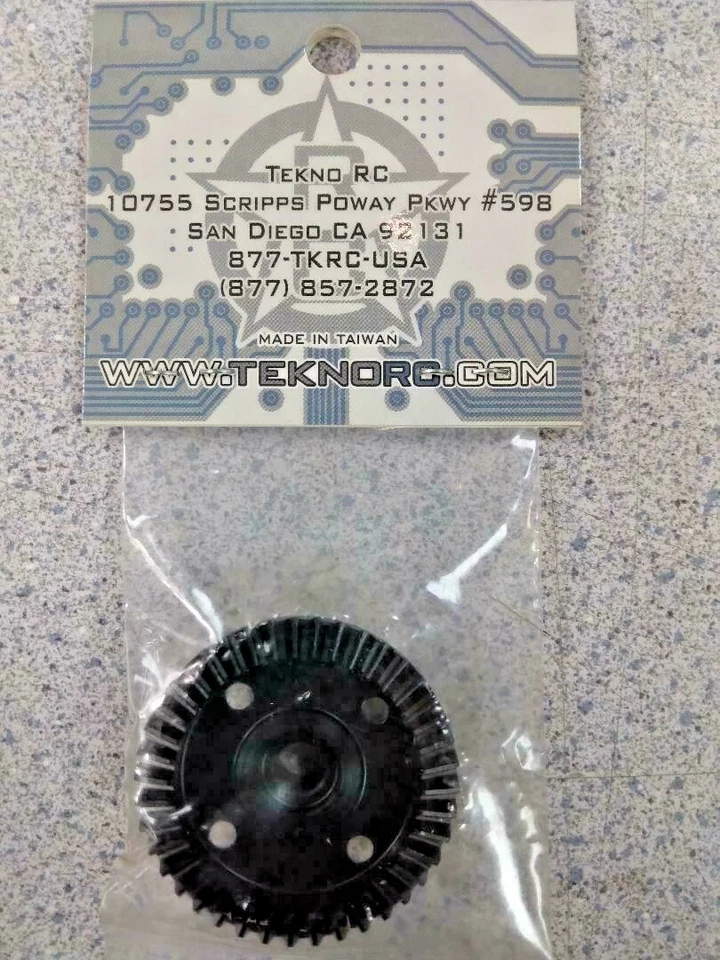 TEKNO RC
10755 SCRIPPS POWAY PKWY #598
SAN DIEGO CA 92131
877-TKRC-USA
(877) 857-2872
MADE IN TAIWAN
WWW.TEKNORC.COM